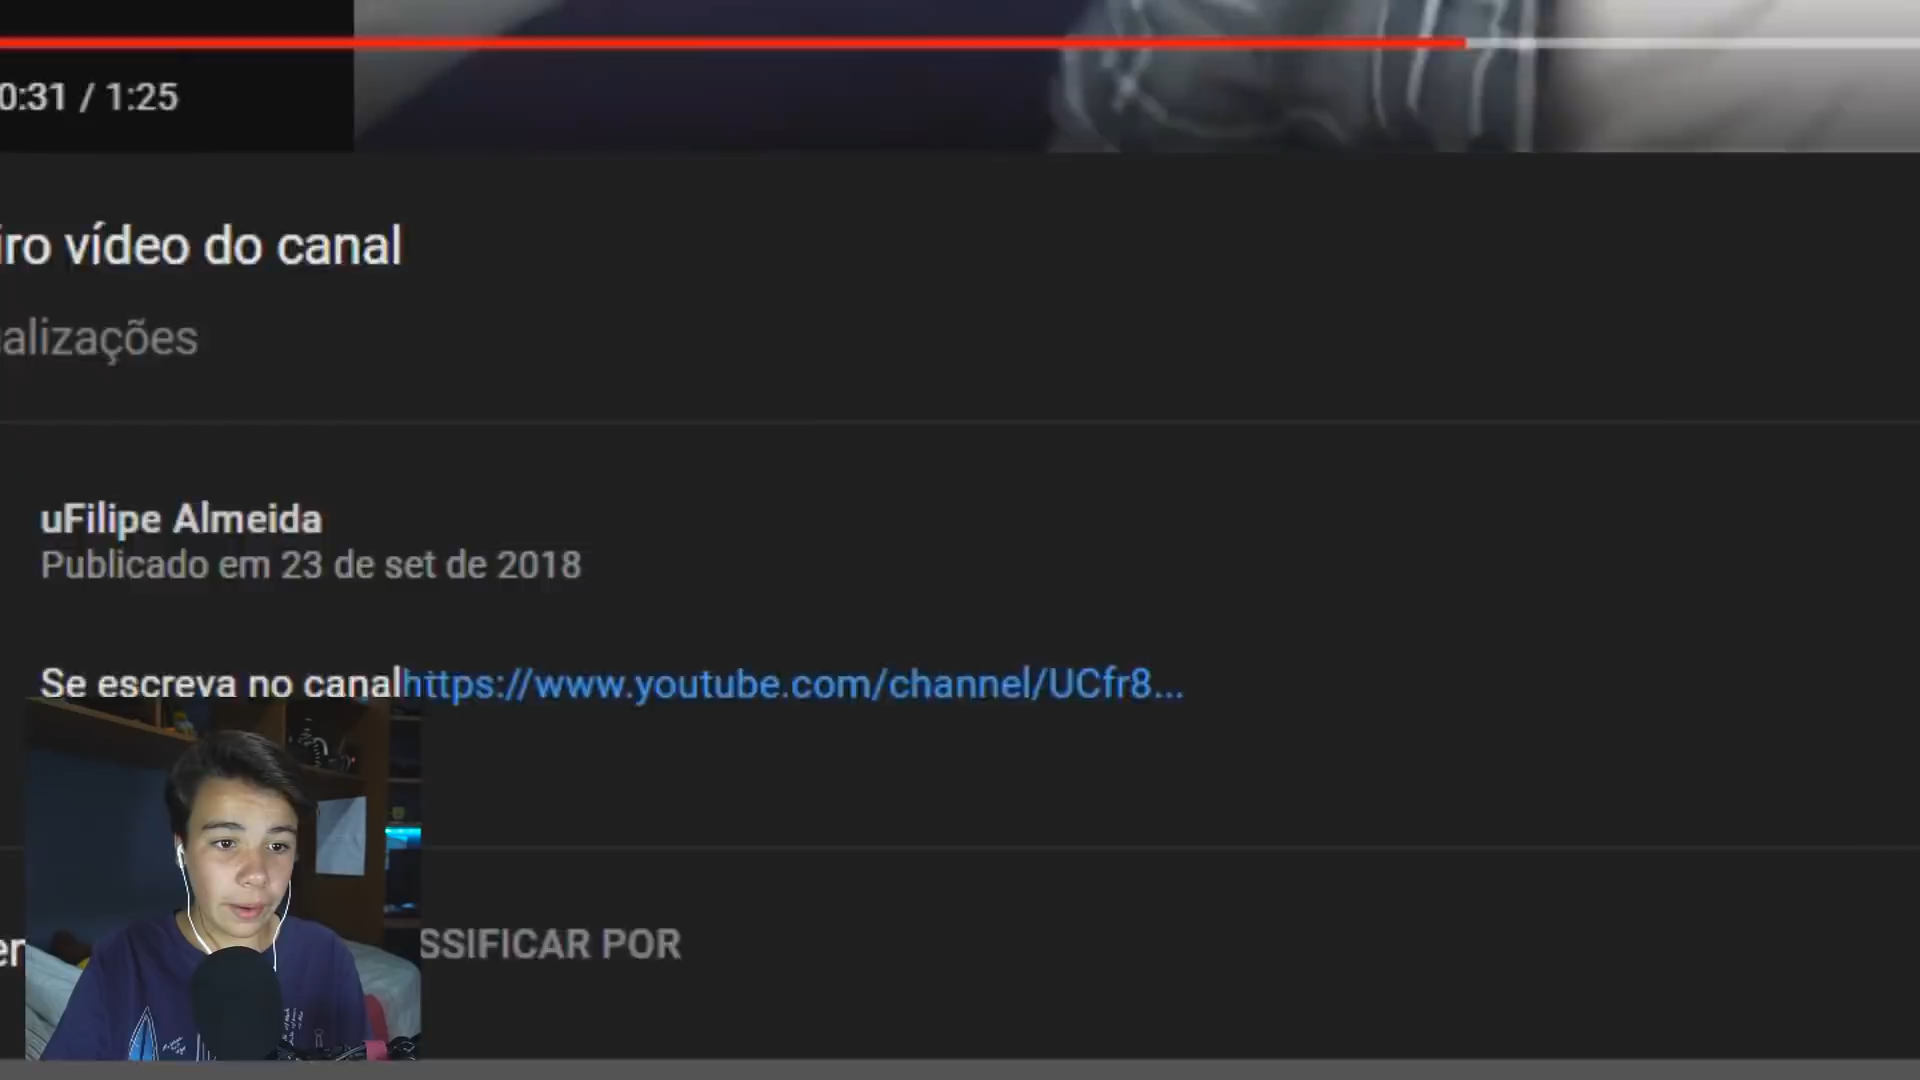 0:31 / 1:25
iro vídeo do canal
alizações
uFilipe Almeida
Publicado em 23 de set de 2018
Se escreva no canalhttps://www.youtube.com/channel/UCfr8...
er
SSIFICAR POR